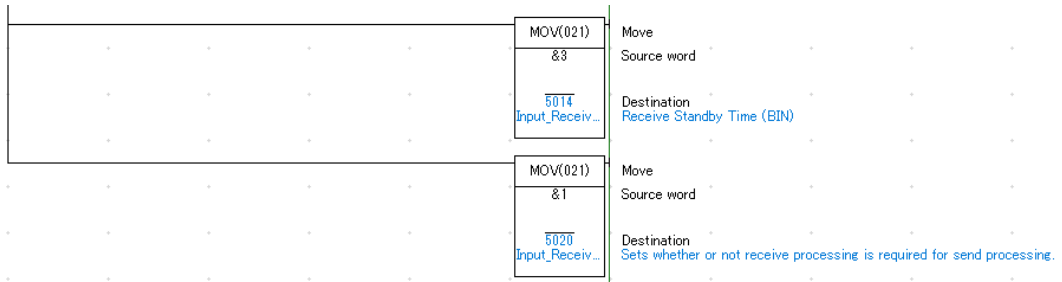 MOV(021) Move
&3 Source word
5014 Destination
Input_Receiv... Receive Standby Time (BIN)
MOV(021) Move
&1 Source word
5020 Destination
Input_Receiv... Sets whether or not receive processing is required for send processing.